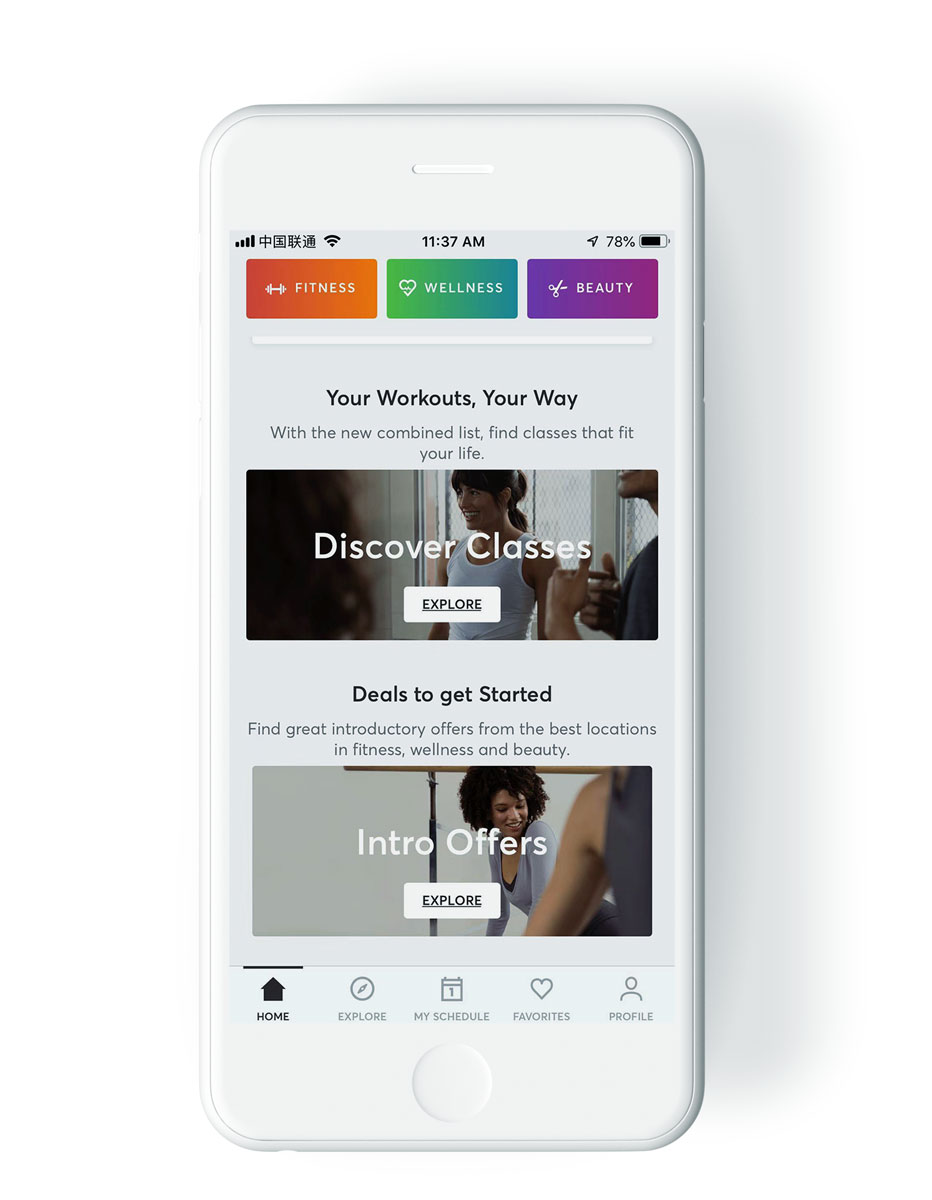 中国联通 11:37 AM 78%
FITNESS WELLNESS BEAUTY
Your Workouts, Your Way
With the new combined list, find classes that fit
your life.
Discover Classes
EXPLORE
Deals to get Started
Find great introductory offers from the best locations
in fitness, wellness and beauty.
Intro Offers
EXPLORE
1
HOME EXPLORE MY SCHEDULE FAVORITES PROFILE